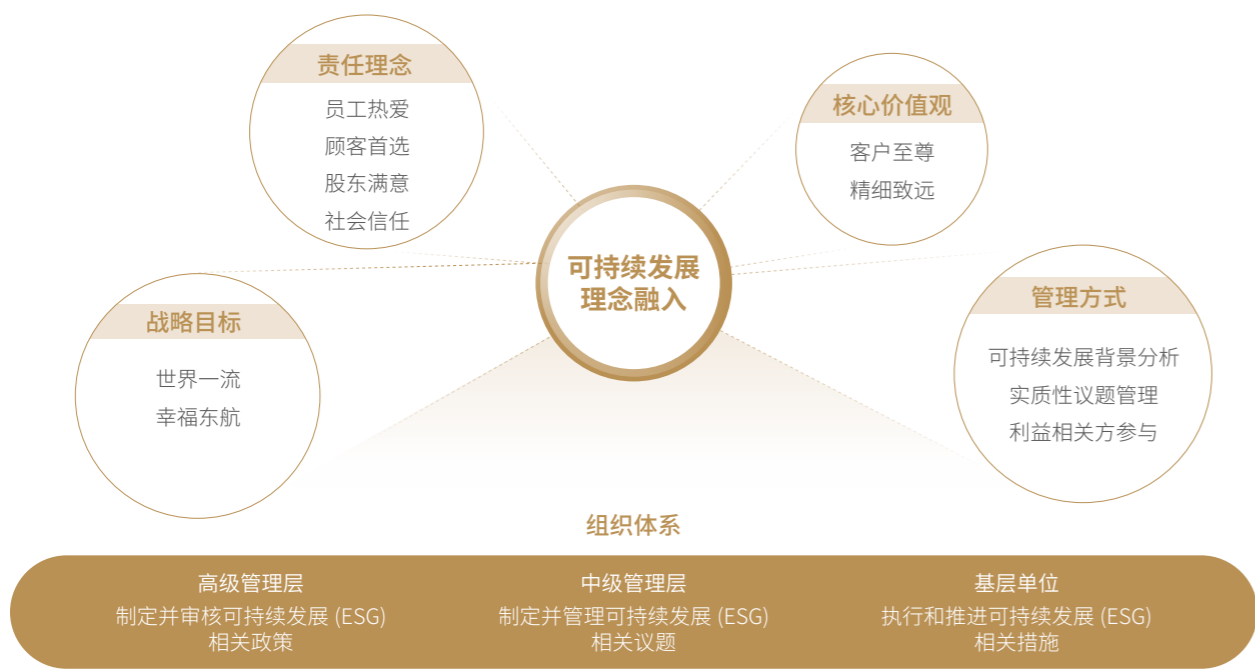 责任理念
员工热爱
顾客首选
股东满意
社会信任
核心价值观
客户至尊
精细致远
可持续发展
理念融入
战略目标
世界一流
幸福东航
管理方式
可持续发展背景分析
实质性议题管理
利益相关方参与
组织体系
高级管理层
制定并审核可持续发展 (ESG)
相关政策
中级管理层
制定并管理可持续发展 (ESG)
相关议题
基层单位
执行和推进可持续发展 (ESG)
相关措施